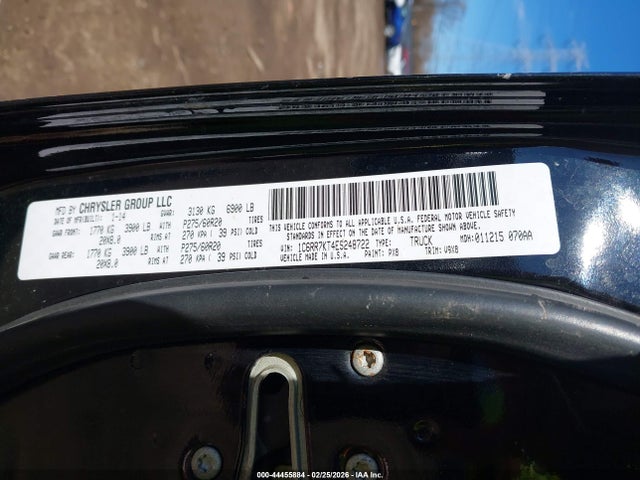 MFD BY CHRYSLER GROUP LLC
DATE OF MFR(BUILT): 1-14 GVWR: 3130 KG 6900 LB
GAWR FRONT: 1770 KG 3900 LB P275/60R20 TIRES
20X8.0 RIMS AT 270 KPA ( 39 PSI) COLD
GAWR REAR: 1770 KG 3900 LB P275/60R20 TIRES
20X8.0 RIMS AT 270 KPA ( 39 PSI) COLD
THIS VEHICLE CONFORMS TO ALL APPLICABLE U.S.A. FEDERAL MOTOR VEHICLE SAFETY
STANDARDS IN EFFECT ON THE DATE OF MANUFACTURE SHOWN ABOVE.
VIN: 1C6RR7KT4ES248722 TYPE: TRUCK MDH: 011215 070AA
VEHICLE MADE IN U.S.A. PAINT: PX8 TRIM: V9X8
000-44455884 | 02/25/2026 | © IAA Holdings, LLC